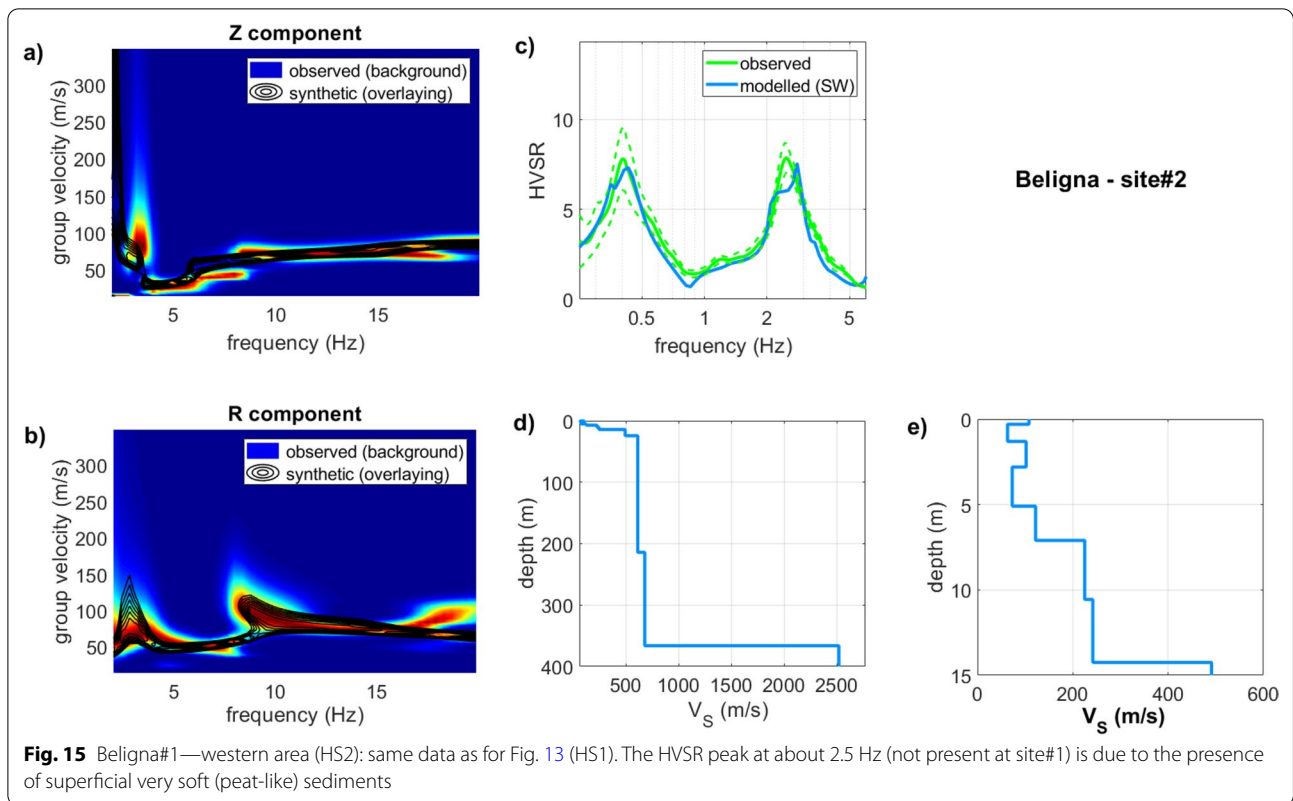 a)
Z component
observed (background)
synthetic (overlaying)
group velocity (m/s)
350
300
250
200
150
100
50
5
10
15
frequency (Hz)
c)
observed
modelled (SW)
HVSR
10
5
0
0.5
1
2
5
frequency (Hz)
Beligna - site#2
b)
R component
observed (background)
synthetic (overlaying)
group velocity (m/s)
300
250
200
150
100
50
5
10
15
frequency (Hz)
d)
depth (m)
0
100
200
300
400
500
1000
1500
2000
2500
V_S (m/s)
e)
depth (m)
0
5
10
15
0
200
400
600
V_S (m/s)
Fig. 15 Beligna#1—western area (HS2): same data as for Fig. 13 (HS1). The HVSR peak at about 2.5 Hz (not present at site#1) is due to the presence
of superficial very soft (peat-like) sediments